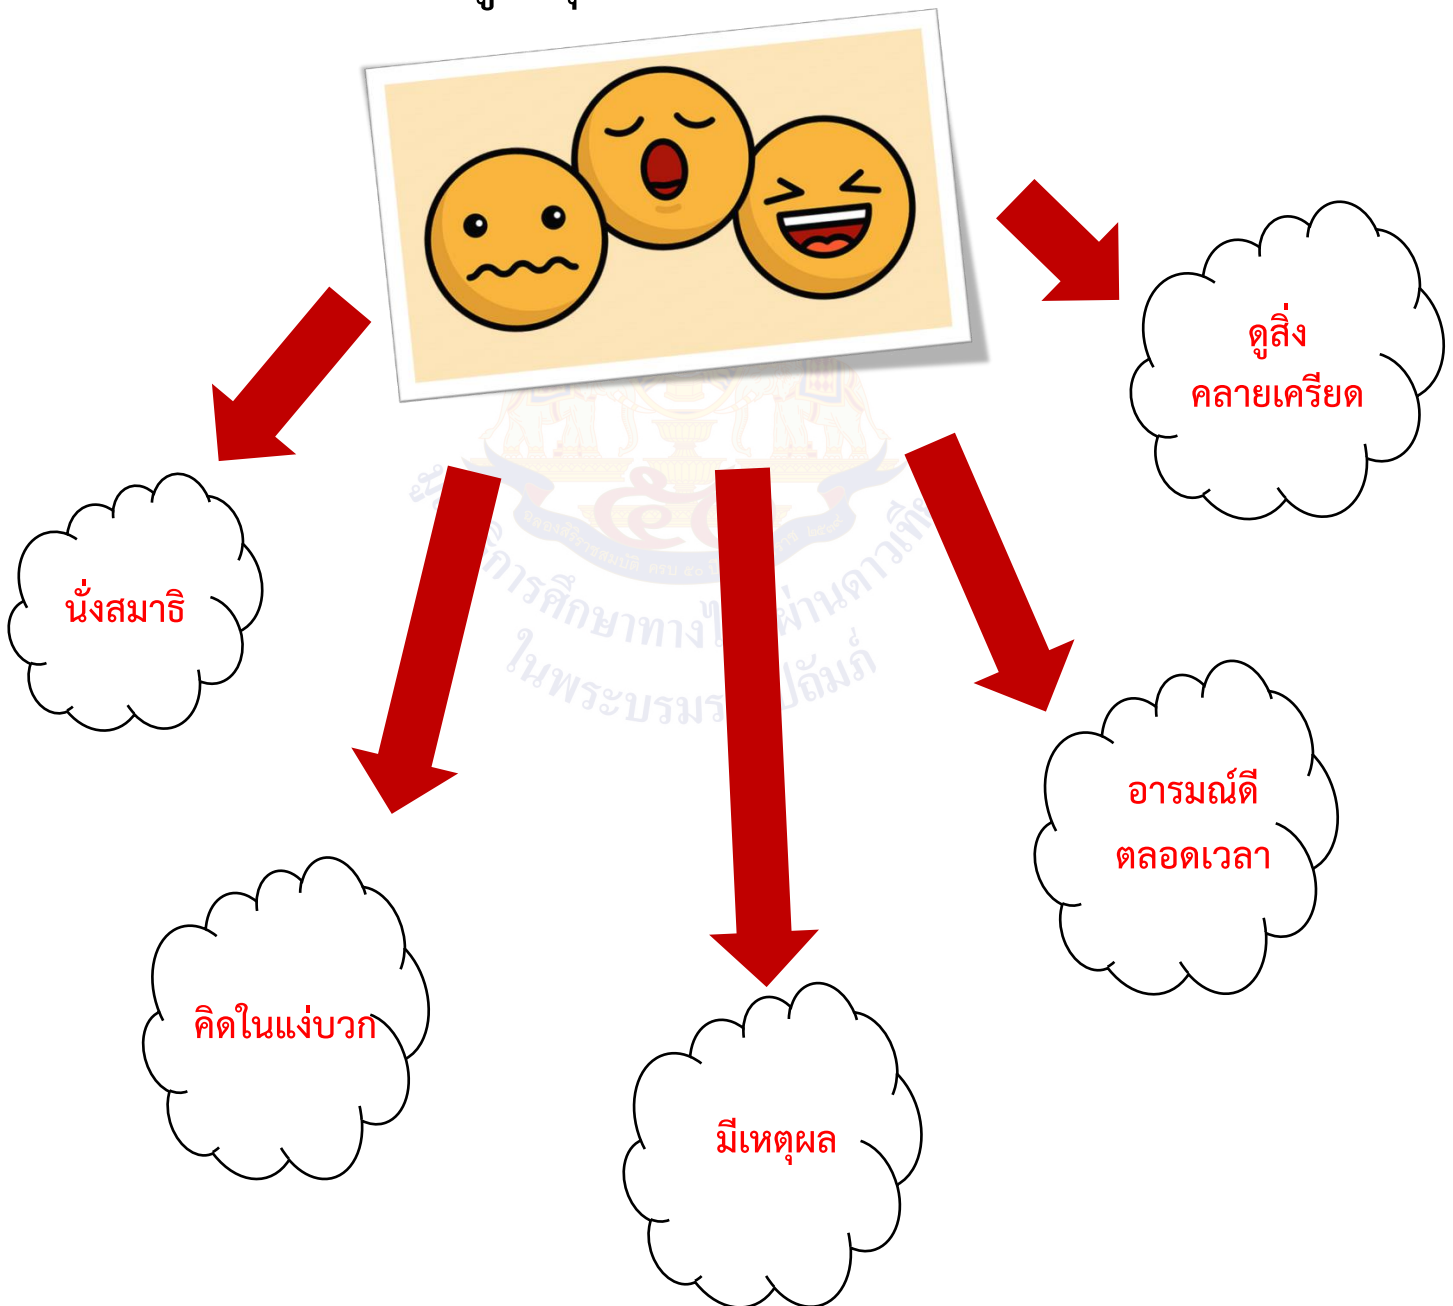 ดูสิ่ง
คลายเครียด
นั่งสมาธิ
อารมณ์ดี
ตลอดเวลา
คิดในแง่บวก
มีเหตุผล